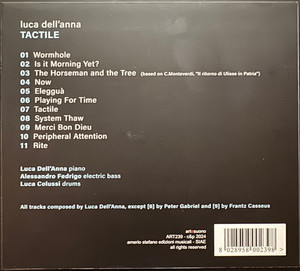 luca dell'anna
TACTILE
01 Wormhole
02 Is it Morning Yet?
03 The Horseman and the Tree (based on C.Monteverdi, "Il ritorno di Ulisse in Patria")
04 Now
05 Elegguà
06 Playing For Time
07 Tactile
08 System Thaw
09 Merci Bon Dieu
10 Peripheral Attention
11 Rite
Luca Dell'Anna piano
Alessandro Fedrigo electric bass
Luca Colussi drums
artesuono
ART239 - c&p 2024
amerio stefano edizioni musicali - SIAE
all rights reserved
All tracks composed by Luca Dell'Anna, except [6] by Peter Gabriel and [9] by Frantz Casseus
8 028958 002398 >